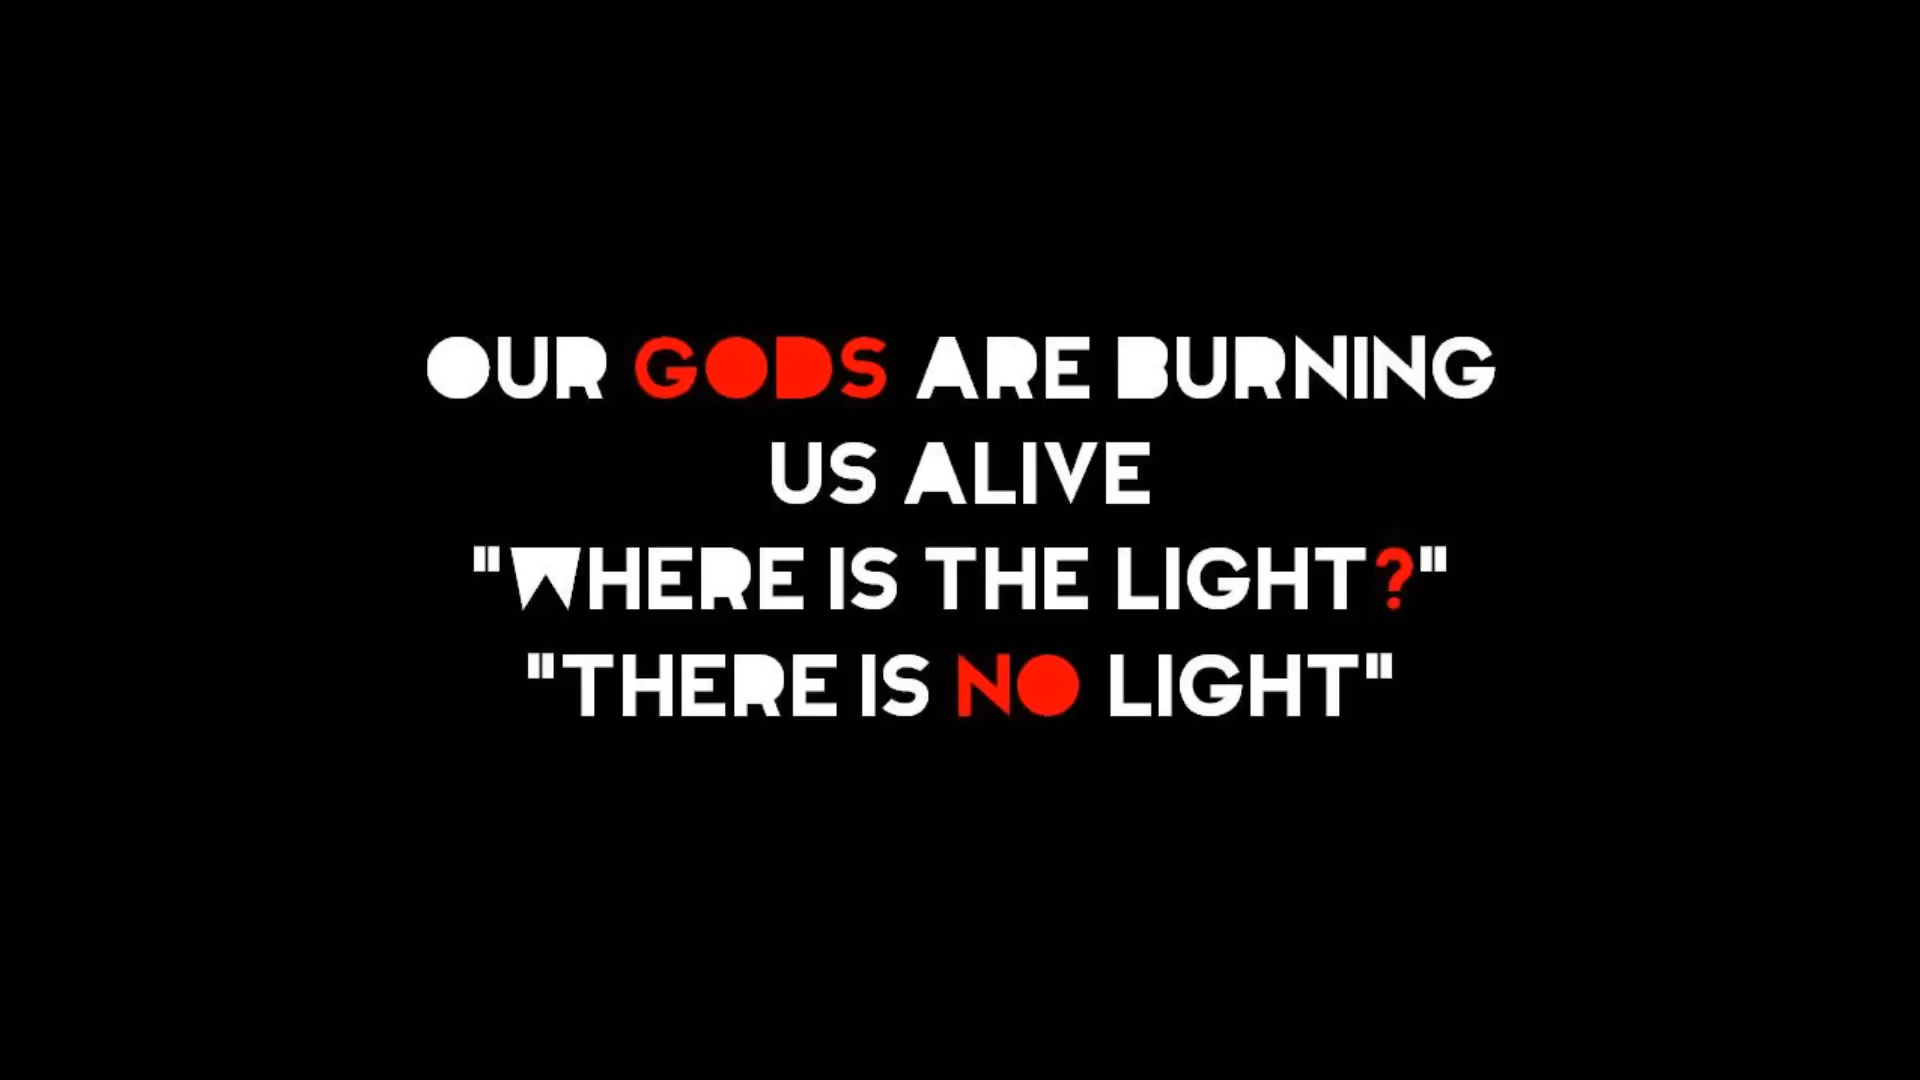 OUR GODS ARE BURNING
US ALIVE
"WHERE IS THE LIGHT?"
"THERE IS NO LIGHT"